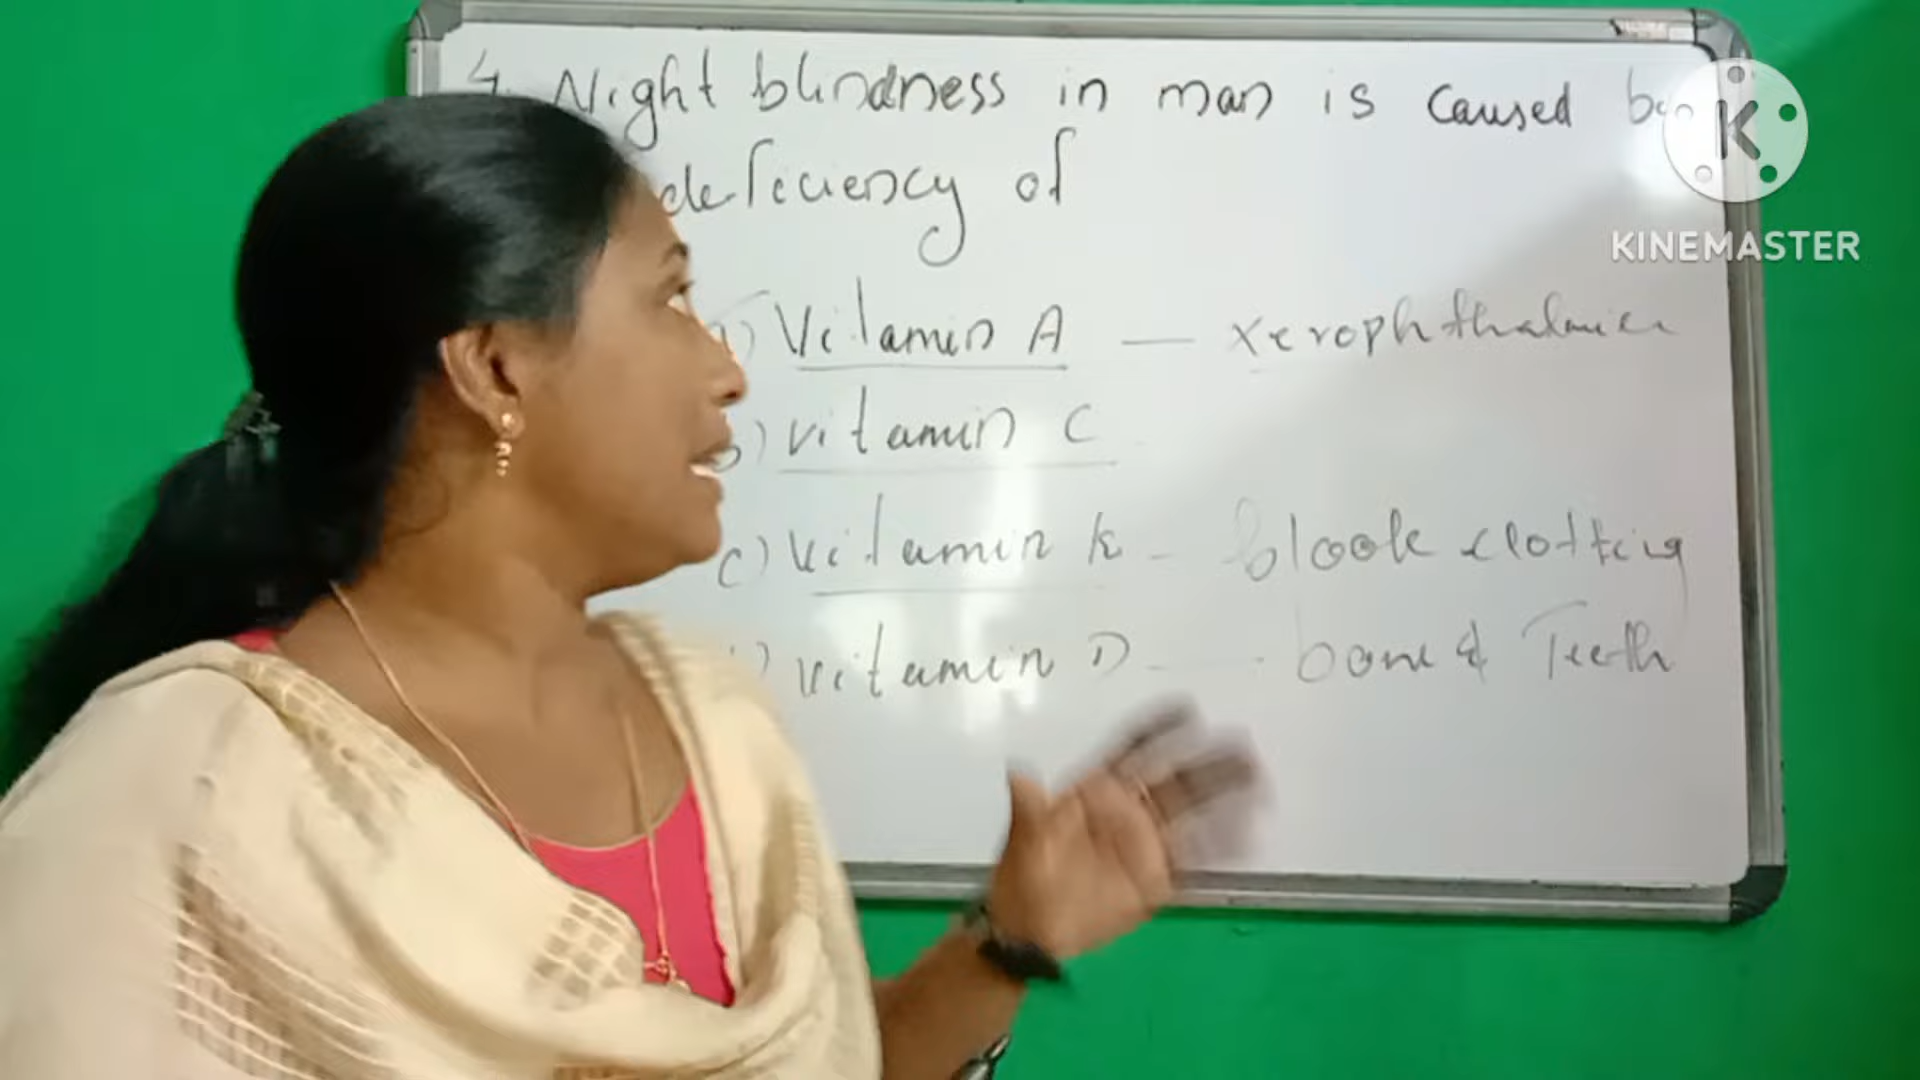 4. Night blindness in man is caused by
deficiency of
a) Vitamin A — xerophthalmia
b) vitamin C
c) Vitamin K - blook clotting
vitamin D - bone & Teeth
K
KINEMASTER